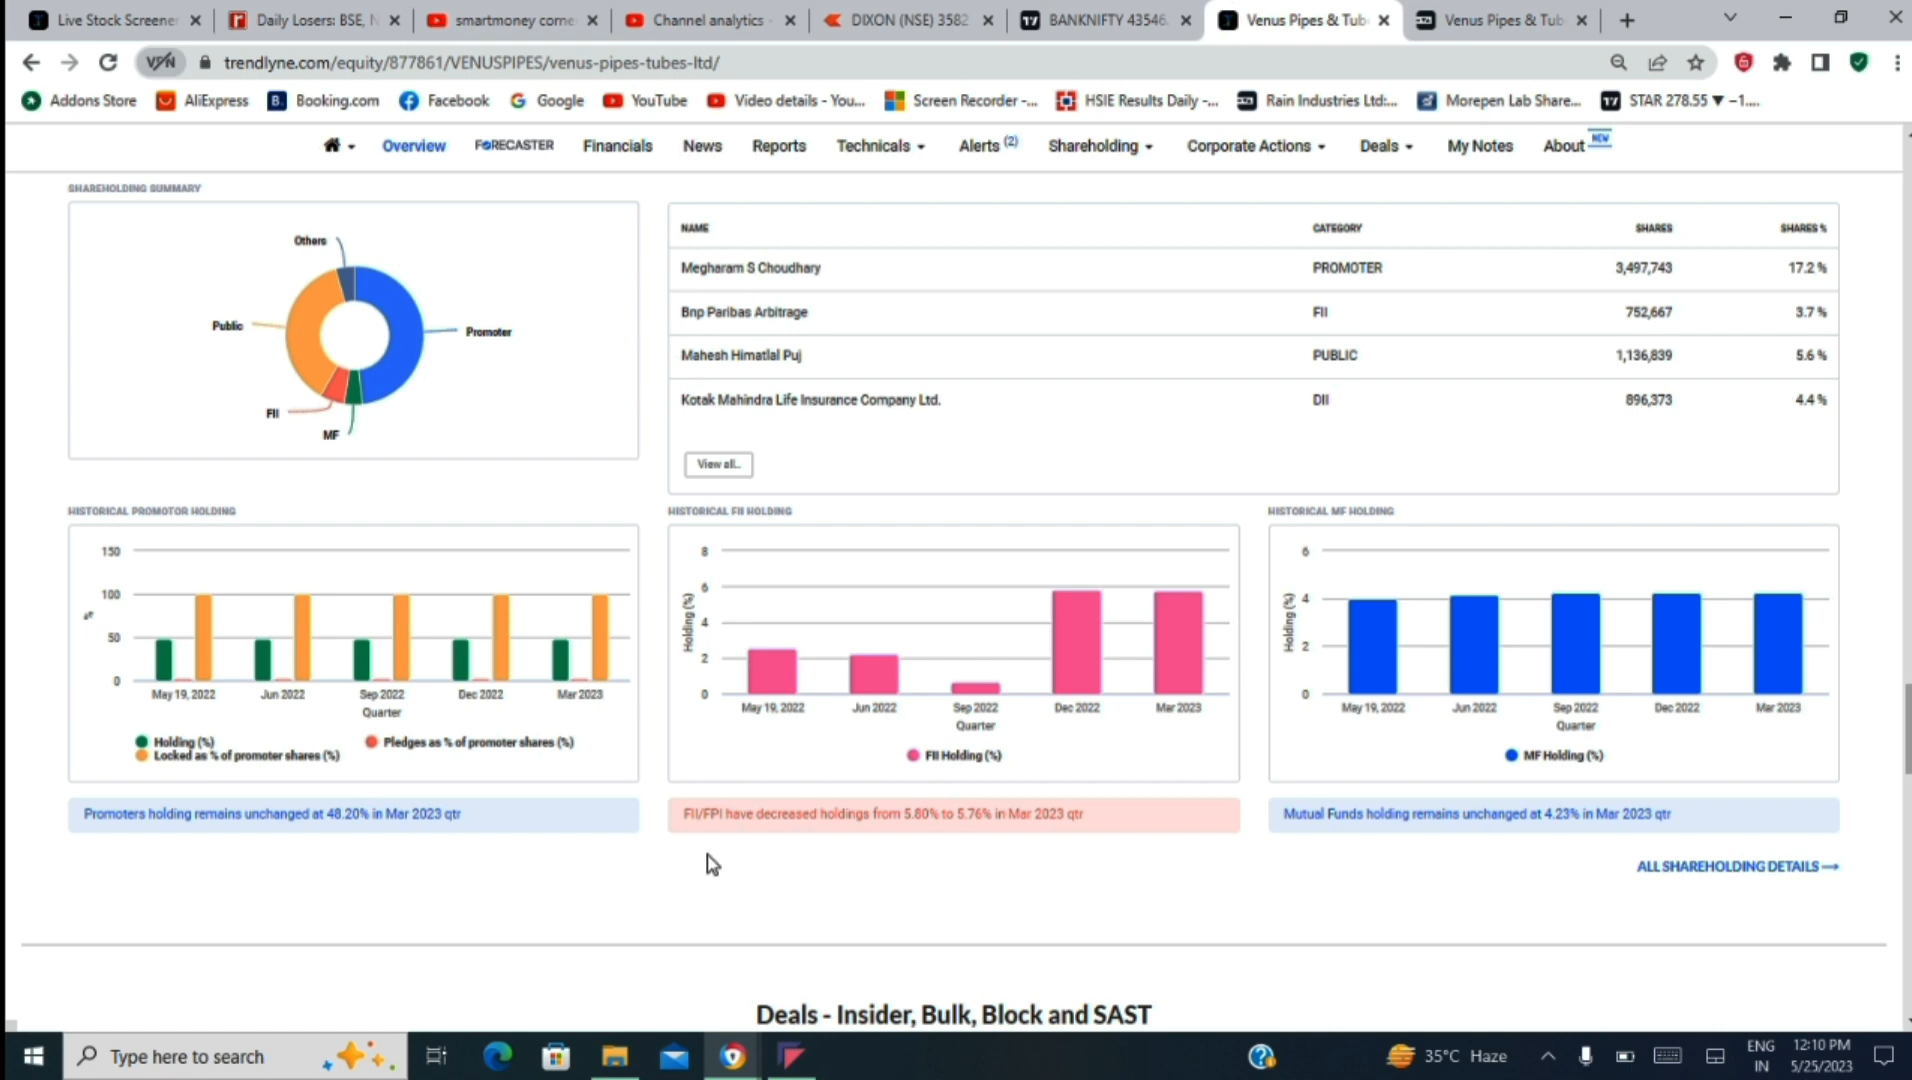 Live Stock Screener
Daily Losers: BSE, N
smartmoney corne
Channel analytics -
DIXON (NSE) 3582
BANKNIFTY 43546.
Venus Pipes & Tub
Venus Pipes & Tub
VPN
trendlyne.com/equity/877861/VENUSPIPES/venus-pipes-tubes-ltd/
Addons Store
AliExpress
Booking.com
Facebook
Google
YouTube
Video details - You...
Screen Recorder -...
HSIE Results Daily -...
Rain Industries Ltd:...
Morepen Lab Share...
STAR 278.55 ▼ −1....
Overview
FORECASTER
Financials
News
Reports
Technicals
Alerts (2)
Shareholding
Corporate Actions
Deals
My Notes
About NEW
SHAREHOLDING SUMMARY
Others
Public
Promoter
FII
MF
NAME CATEGORY SHARES SHARES %
Megharam S Choudhary PROMOTER 3,497,743 17.2 %
Bnp Paribas Arbitrage FII 752,667 3.7 %
Mahesh Himatlal Puj PUBLIC 1,136,839 5.6 %
Kotak Mahindra Life Insurance Company Ltd. DII 896,373 4.4 %
View all..
HISTORICAL PROMOTOR HOLDING
150
100
%
50
0
May 19, 2022 Jun 2022 Sep 2022 Dec 2022 Mar 2023
Quarter
Holding (%)
Pledges as % of promoter shares (%)
Locked as % of promoter shares (%)
Promoters holding remains unchanged at 48.20% in Mar 2023 qtr
HISTORICAL FII HOLDING
8
6
4
2
0
Holding (%)
May 19, 2022 Jun 2022 Sep 2022 Dec 2022 Mar 2023
Quarter
FII Holding (%)
FII/FPI have decreased holdings from 5.80% to 5.76% in Mar 2023 qtr
HISTORICAL MF HOLDING
6
4
2
0
Holding (%)
May 19, 2022 Jun 2022 Sep 2022 Dec 2022 Mar 2023
Quarter
MF Holding (%)
Mutual Funds holding remains unchanged at 4.23% in Mar 2023 qtr
ALL SHAREHOLDING DETAILS
Deals - Insider, Bulk, Block and SAST
Type here to search
35°C Haze
ENG
IN
12:10 PM
5/25/2023